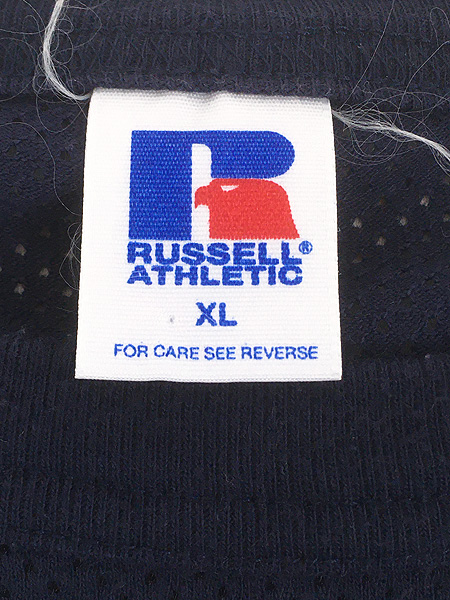 RUSSELL®
ATHLETIC
XL
FOR CARE SEE REVERSE